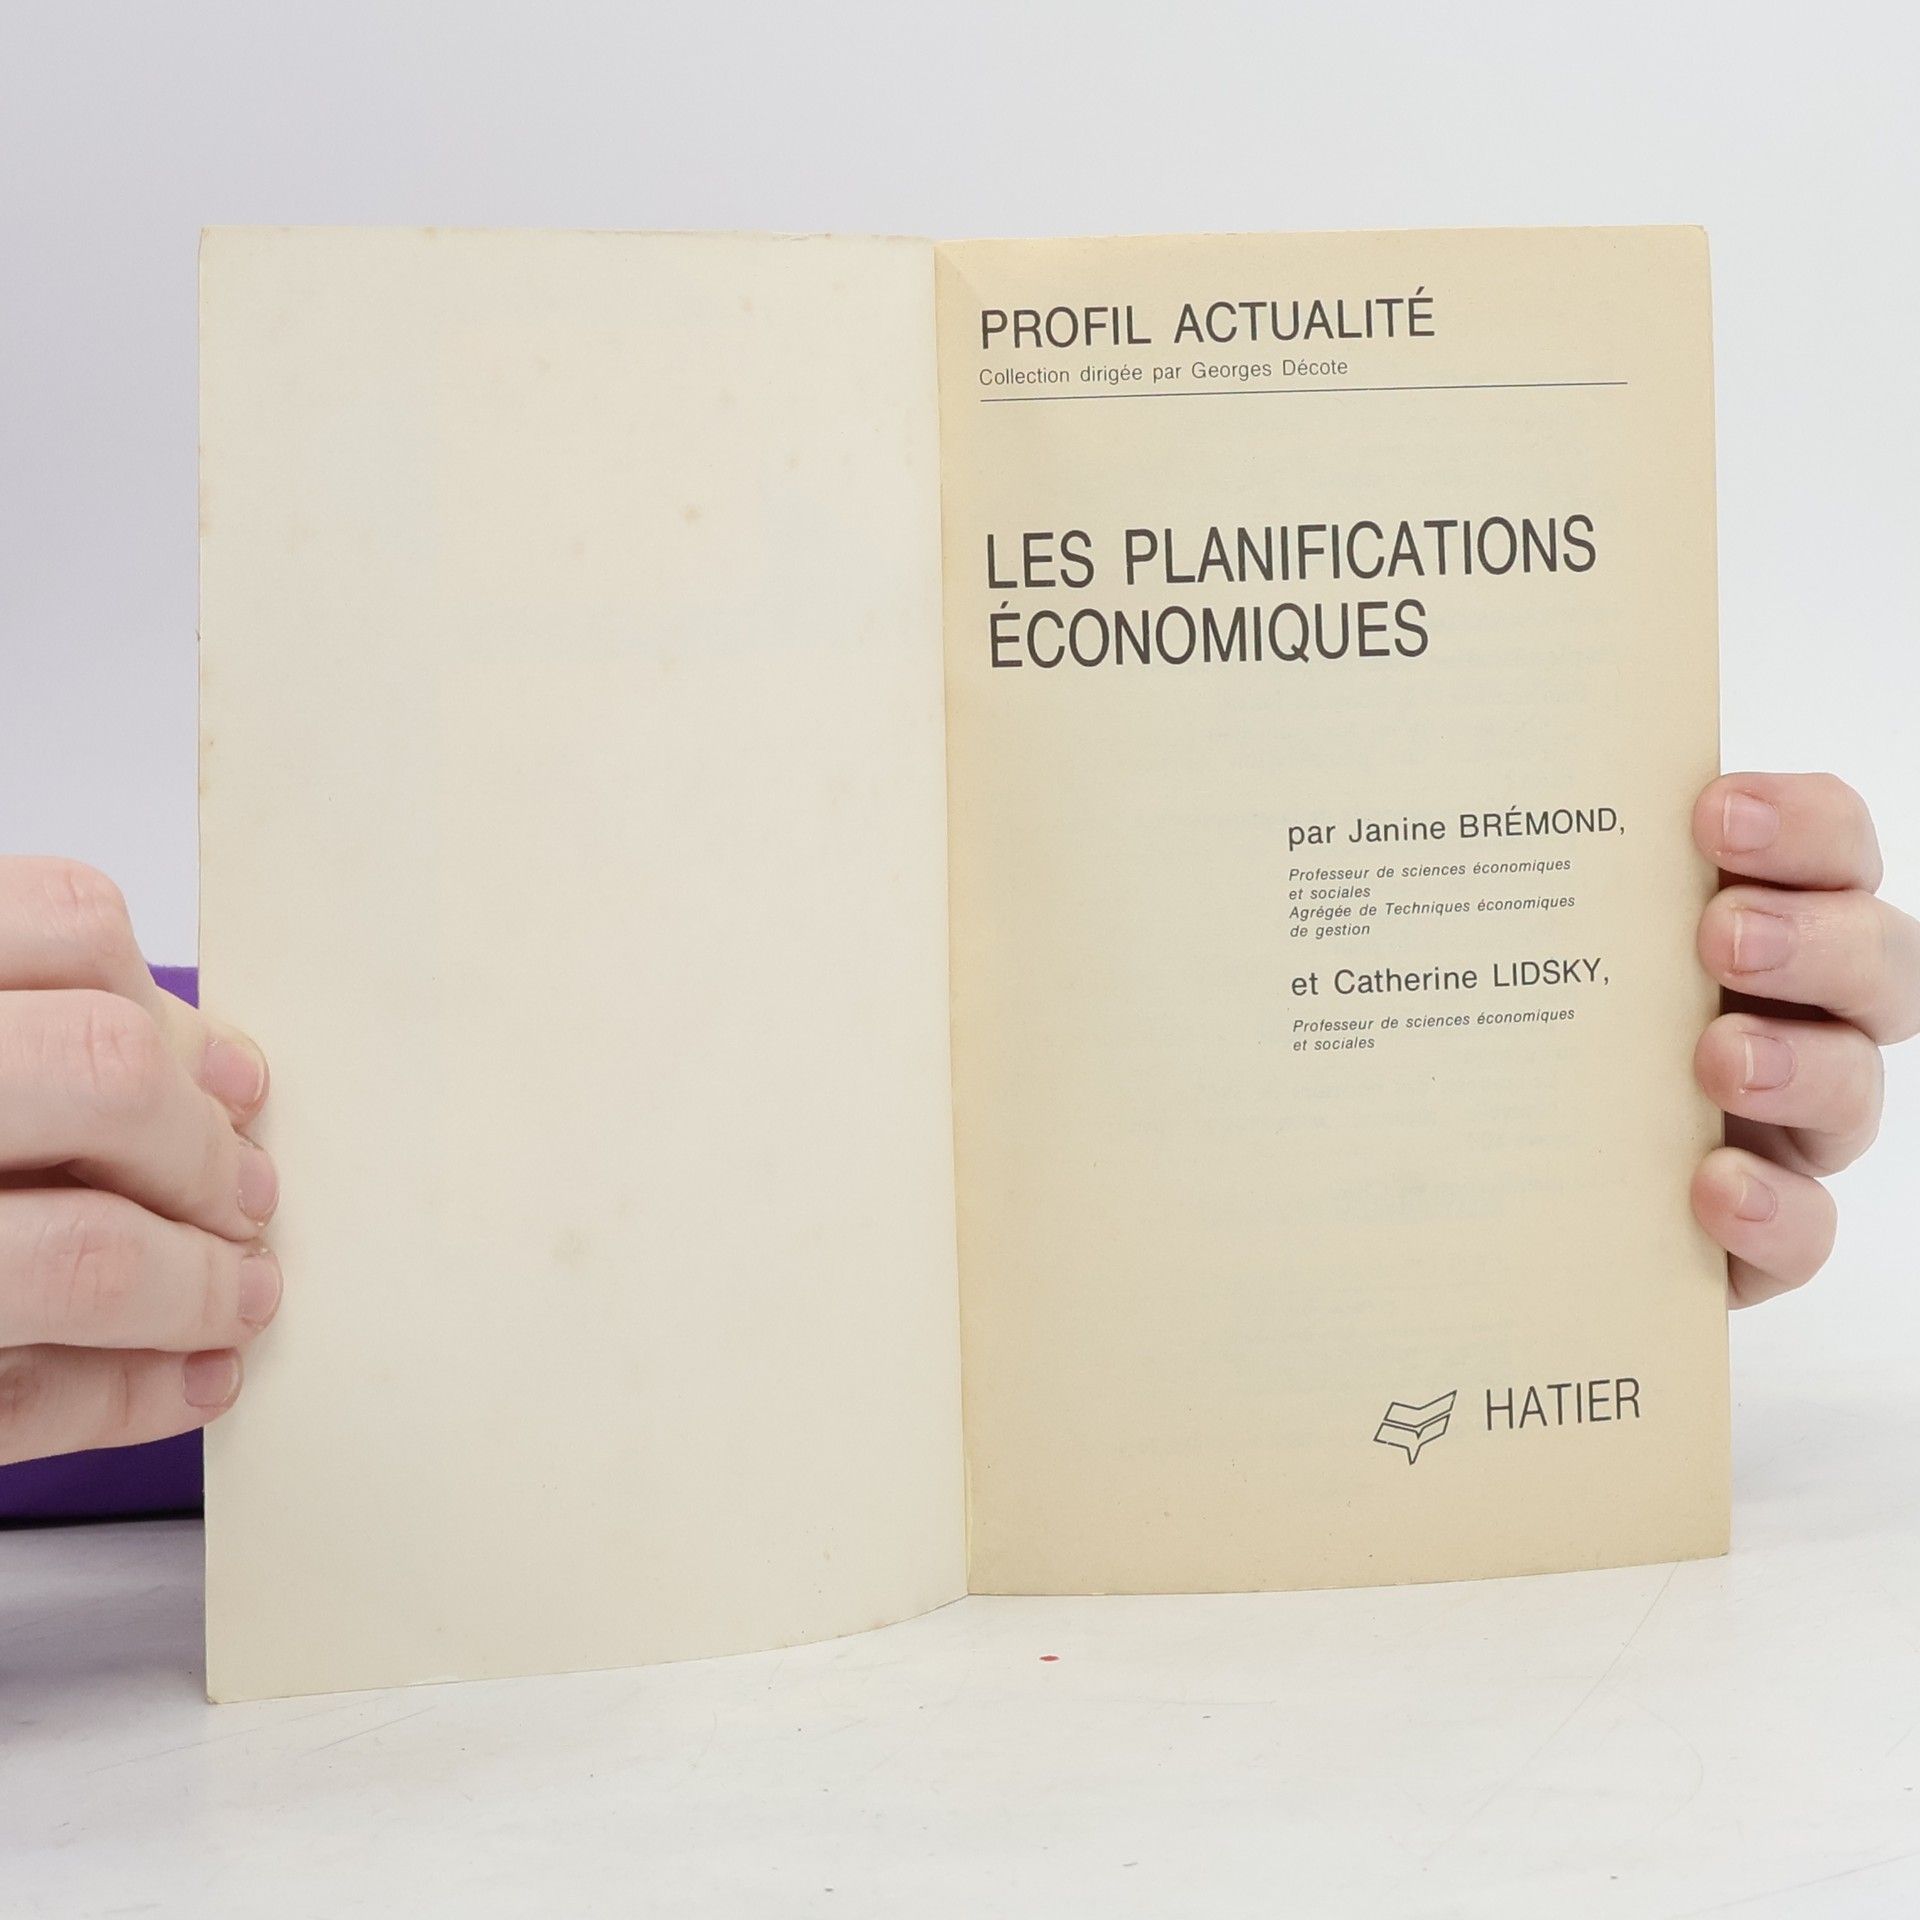 PROFIL ACTUALITÉ
Collection dirigée par Georges Décote
LES PLANIFICATIONS
ÉCONOMIQUES
par Janine BRÉMOND,
Professeur de sciences économiques
et sociales
Agrégée de Techniques économiques
de gestion
et Catherine LIDSKY,
Professeur de sciences économiques
et sociales
HATIER